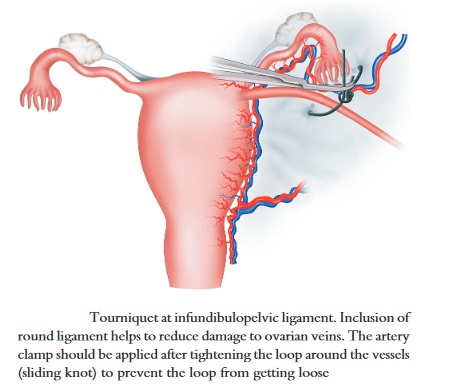 Tourniquet at infundibulopelvic ligament. Inclusion of
round ligament helps to reduce damage to ovarian veins. The artery
clamp should be applied after tightening the loop around the vessels
(sliding knot) to prevent the loop from getting loose